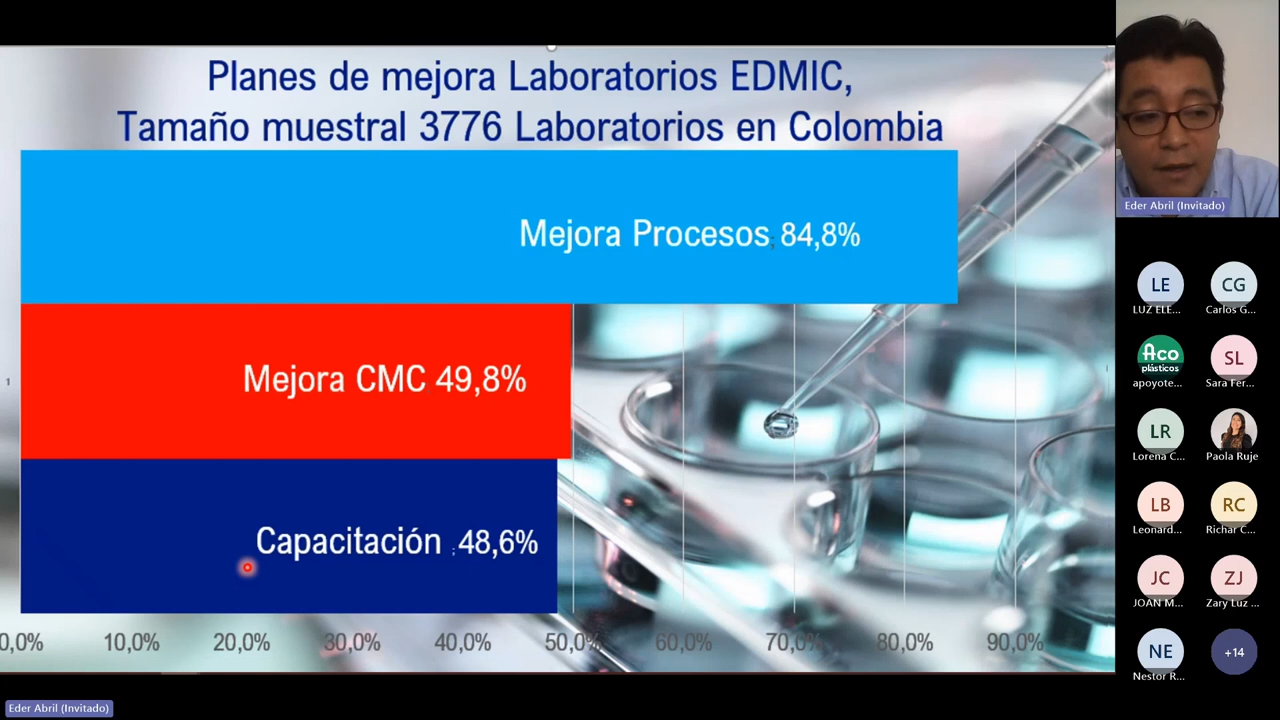 Planes de mejora Laboratorios EDMIC,
Tamaño muestral 3776 Laboratorios en Colombia
Mejora Procesos; 84,8%
Mejora CMC 49,8%
1
Capacitación ; 48,6%
0,0% 10,0% 20,0% 30,0% 40,0% 50,0% 60,0% 70,0% 80,0% 90,0%
Eder Abril (Invitado)
Eder Abril (Invitado)
LE CG
LUZ ELE... Carlos G...
Aco
plásticos
SL
apoyote... Sara Fer...
LR
Lorena C... Paola Ruje
LB RC
Leonard... Richar C...
JC ZJ
JOAN M... Zary Luz ...
NE +14
Nestor R...